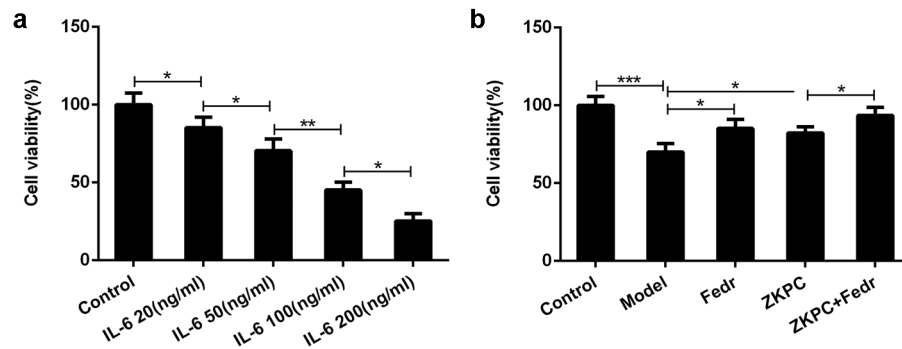 a
150
100
50
0
Cell viability(%)
*
*
**
*
Control
IL-6 20(ng/ml)
IL-6 50(ng/ml)
IL-6 100(ng/ml)
IL-6 200(ng/ml)
b
150
100
50
0
Cell viability(%)
***
*
*
*
Control
Model
Fedr
ZKPC
ZKPC+Fedr